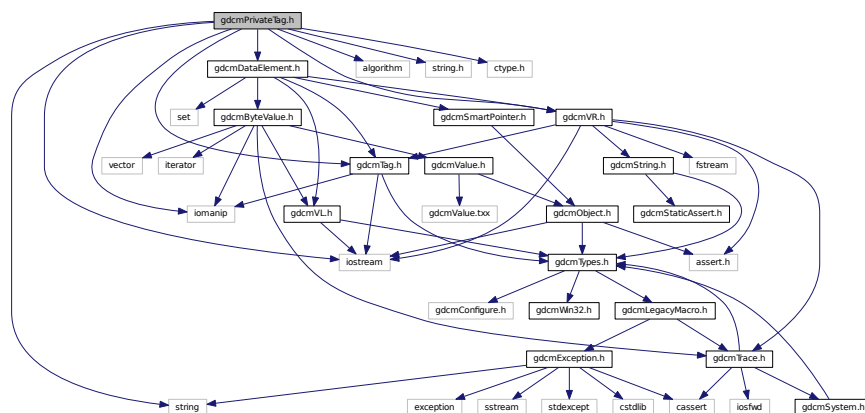 gdcmPrivateTag.h
gdcmDataElement.h
algorithm
string.h
ctype.h
set
gdcmByteValue.h
gdcmSmartPointer.h
gdcmVR.h
vector
iterator
gdcmTag.h
gdcmValue.h
gdcmString.h
fstream
iomanip
gdcmVL.h
gdcmValue.txx
gdcmObject.h
gdcmStaticAssert.h
iostream
gdcmTypes.h
assert.h
gdcmConfigure.h
gdcmWin32.h
gdcmLegacyMacro.h
gdcmException.h
gdcmTrace.h
string
exception
sstream
stdexcept
cstdlib
cassert
iosfwd
gdcmSystem.h